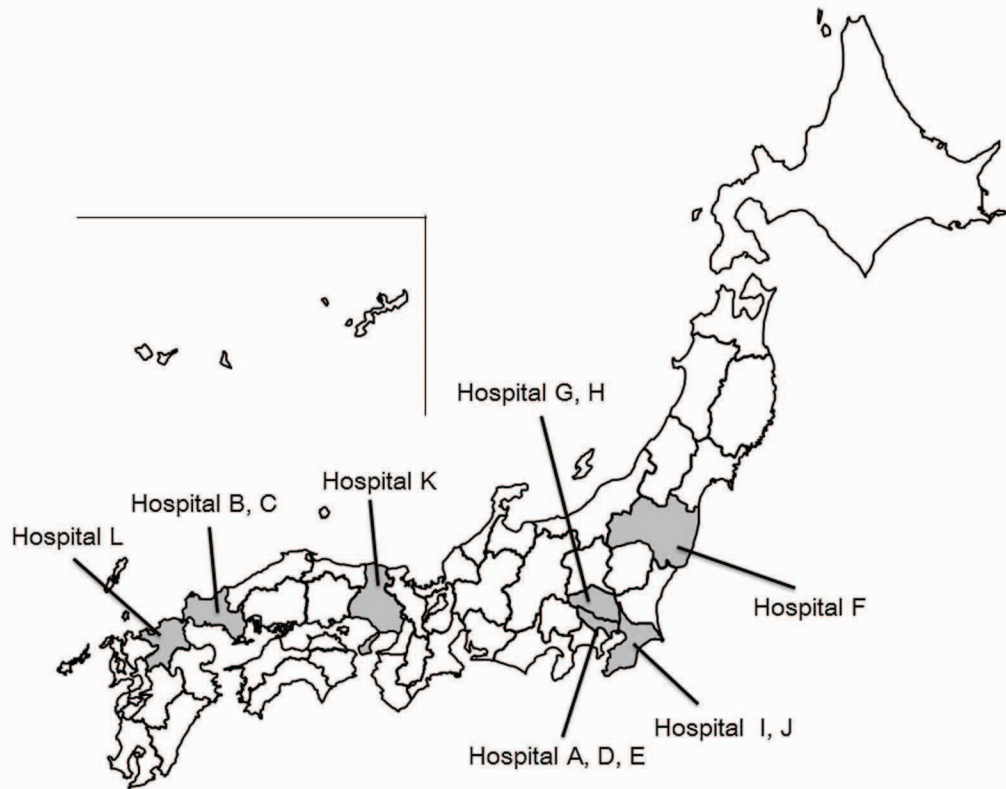 Hospital G, H
Hospital K
Hospital B, C
Hospital L
Hospital F
Hospital I, J
Hospital A, D, E